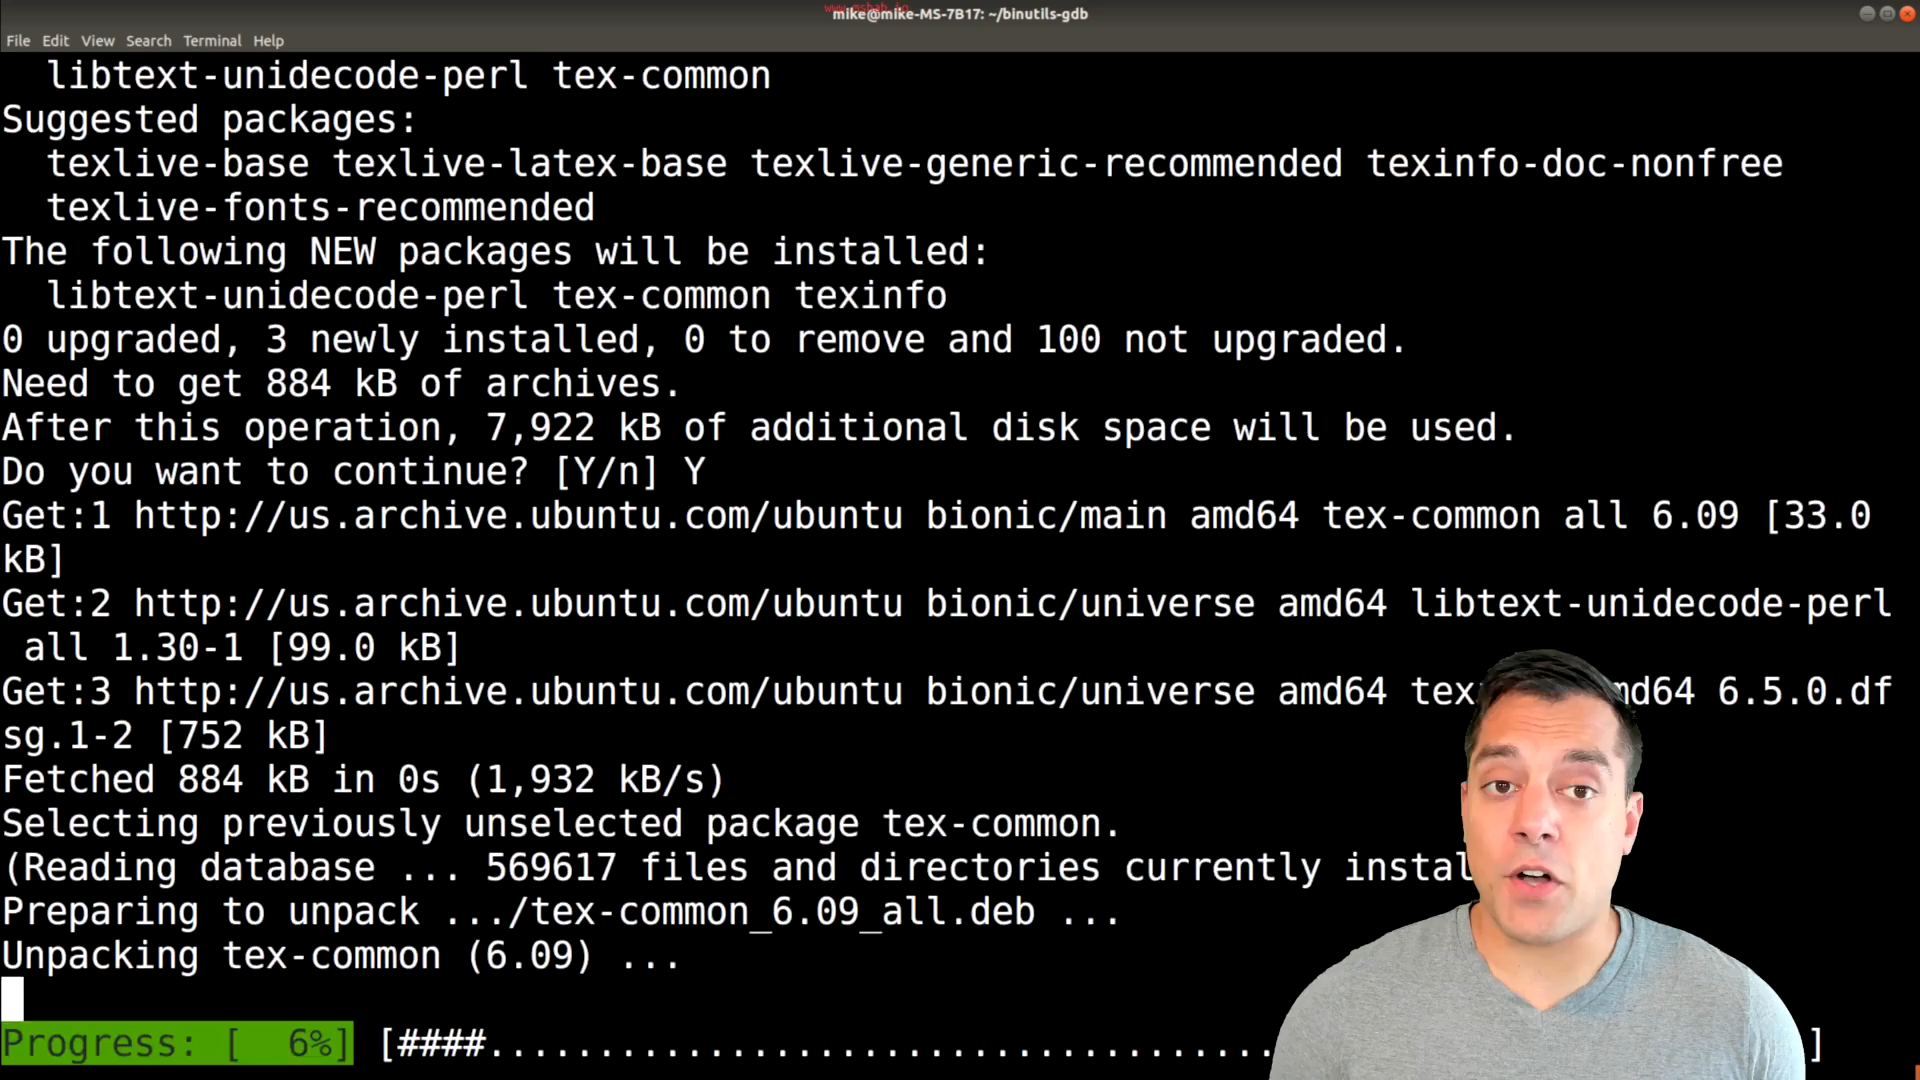 www.mshah.io
mike@mike-MS-7B17: ~/binutils-gdb
File Edit View Search Terminal Help
libtext-unidecode-perl tex-common
Suggested packages:
texlive-base texlive-latex-base texlive-generic-recommended texinfo-doc-nonfree
texlive-fonts-recommended
The following NEW packages will be installed:
libtext-unidecode-perl tex-common texinfo
0 upgraded, 3 newly installed, 0 to remove and 100 not upgraded.
Need to get 884 kB of archives.
After this operation, 7,922 kB of additional disk space will be used.
Do you want to continue? [Y/n] Y
Get:1 http://us.archive.ubuntu.com/ubuntu bionic/main amd64 tex-common all 6.09 [33.0
kB]
Get:2 http://us.archive.ubuntu.com/ubuntu bionic/universe amd64 libtext-unidecode-perl
all 1.30-1 [99.0 kB]
Get:3 http://us.archive.ubuntu.com/ubuntu bionic/universe amd64 tex md64 6.5.0.df
sg.1-2 [752 kB]
Fetched 884 kB in 0s (1,932 kB/s)
Selecting previously unselected package tex-common.
(Reading database ... 569617 files and directories currently instal
Preparing to unpack .../tex-common_6.09_all.deb ...
Unpacking tex-common (6.09) ...
Progress: [  6%] [####...................................]